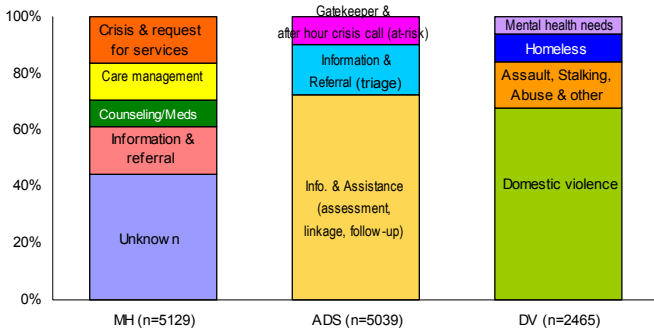 100%
80%
60%
40%
20%
0%
Crisis & request
for services
Care management
Counseling/Meds
Information &
referral
Unknown
MH (n=5129)
Gatekeeper &
after hour crisis call (at-risk)
Information &
Referral (triage)
Info. & Assistance
(assessment,
linkage, follow-up)
ADS (n=5039)
Mental health needs
Homeless
Assault, Stalking,
Abuse & other
Domestic violence
DV (n=2465)